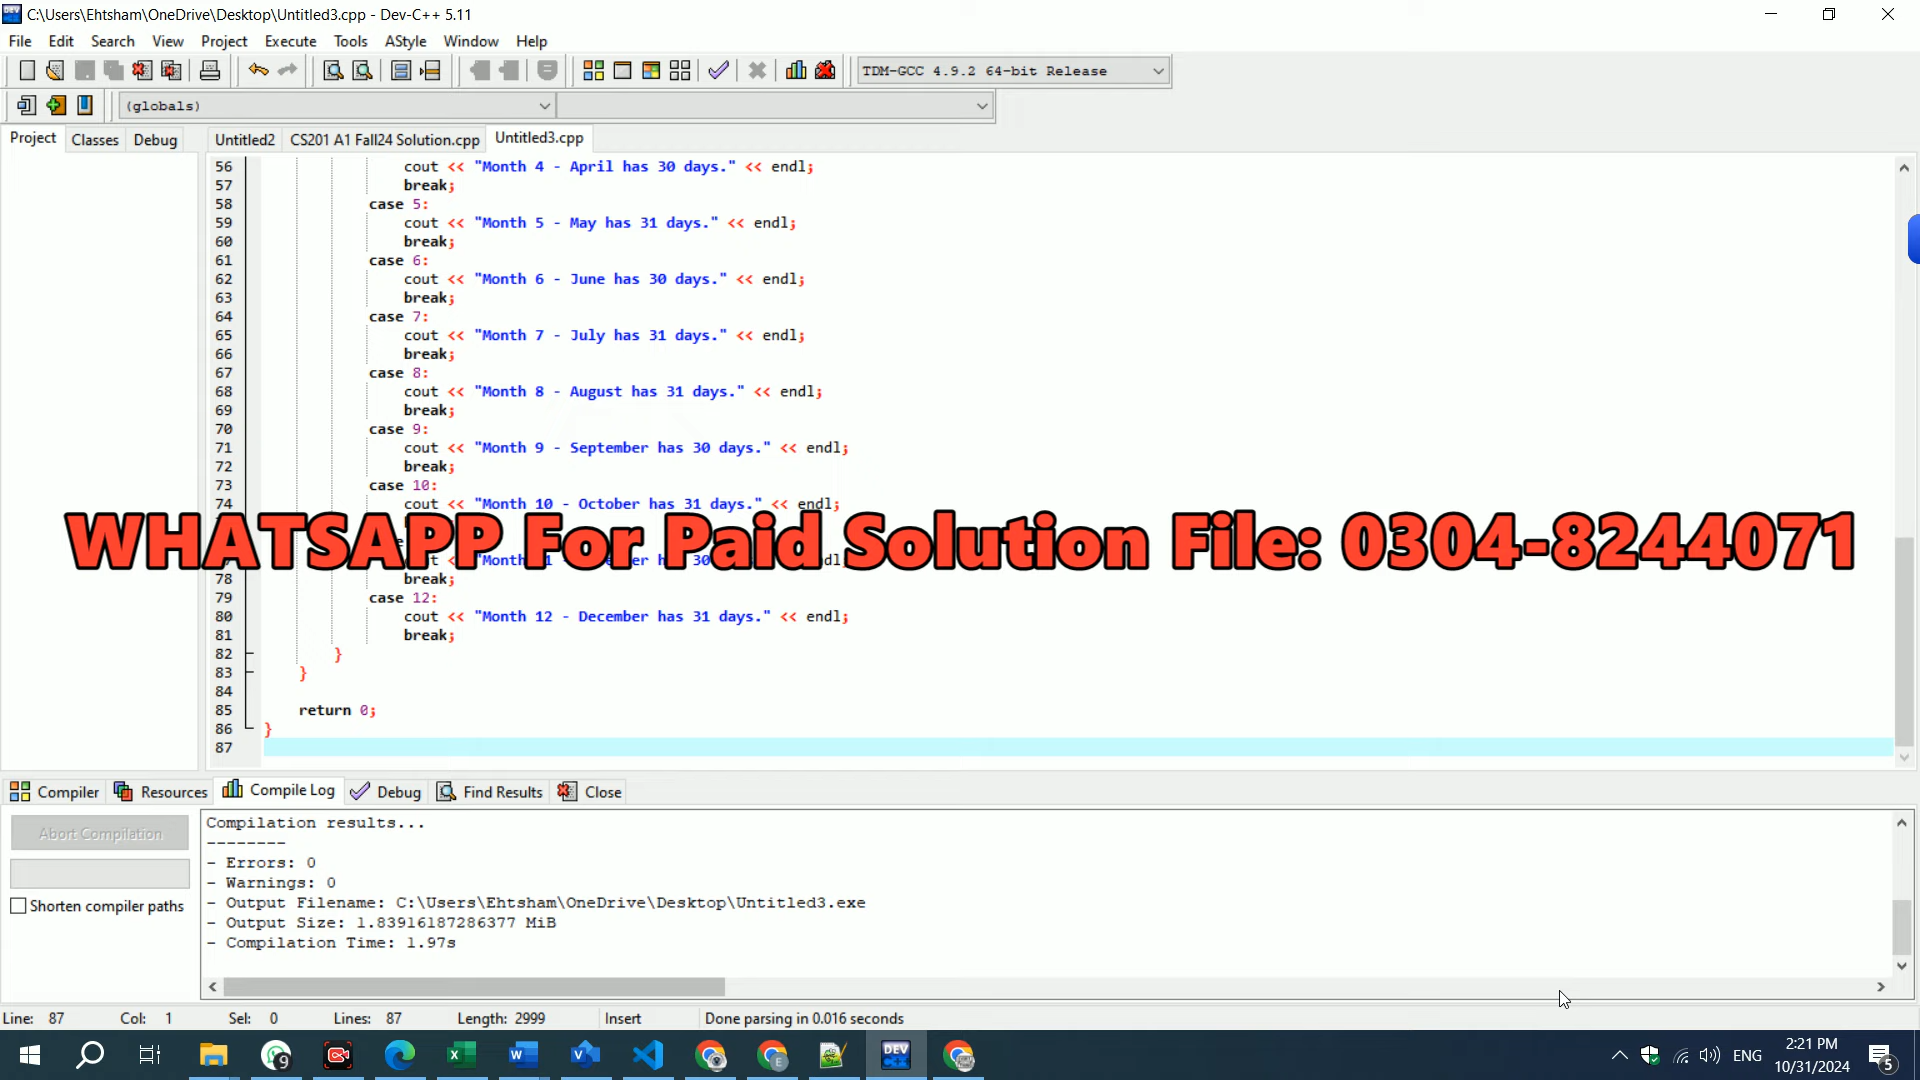 C:\Users\Ehtsham\OneDrive\Desktop\Untitled3.cpp - Dev-C++ 5.11
File Edit Search View Project Execute Tools AStyle Window Help
TDM-GCC 4.9.2 64-bit Release
(globals)
Project Classes Debug Untitled2 CS201 A1 Fall24 Solution.cpp Untitled3.cpp
56 cout << "Month 4 - April has 30 days." << endl;
57 break;
58 case 5:
59 cout << "Month 5 - May has 31 days." << endl;
60 break;
61 case 6:
62 cout << "Month 6 - June has 30 days." << endl;
63 break;
64 case 7:
65 cout << "Month 7 - July has 31 days." << endl;
66 break;
67 case 8:
68 cout << "Month 8 - August has 31 days." << endl;
69 break;
70 case 9:
71 cout << "Month 9 - September has 30 days." << endl;
72 break;
73 case 10:
74 cout << "Month 10 - October has 31 days." << endl;
WHATSAPP For Paid Solution File: 0304-8244071
78 break;
79 case 12:
80 cout << "Month 12 - December has 31 days." << endl;
81 break;
82 }
83 }
84
85 return 0;
86 }
87
Compiler Resources Compile Log Debug Find Results Close
Abort Compilation
Shorten compiler paths
Compilation results...
--------
- Errors: 0
- Warnings: 0
- Output Filename: C:\Users\Ehtsham\OneDrive\Desktop\Untitled3.exe
- Output Size: 1.83916187286377 MiB
- Compilation Time: 1.97s
Line: 87 Col: 1 Sel: 0 Lines: 87 Length: 2999 Insert Done parsing in 0.016 seconds
9
DEV
ENG
2:21 PM
10/31/2024
5